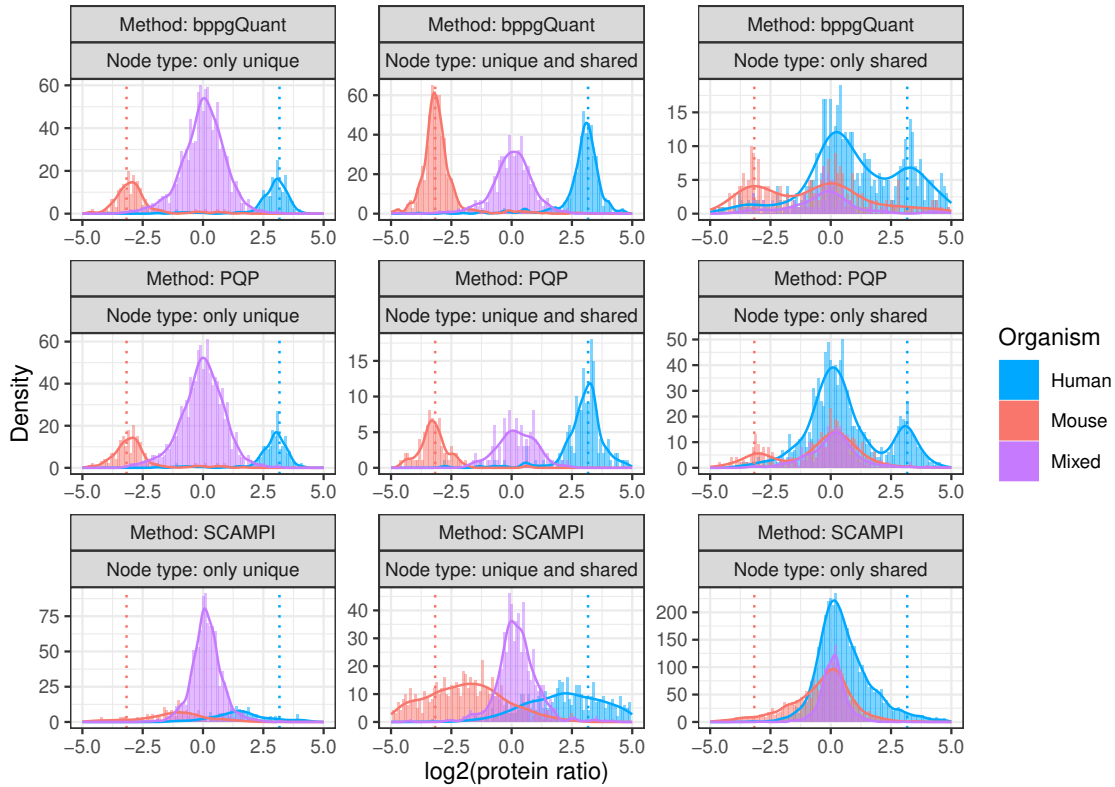 Method: bppgQuant
Node type: only unique
60
40
20
0
−5.0 −2.5 0.0 2.5 5.0
Method: bppgQuant
Node type: unique and shared
60
40
20
0
−5.0 −2.5 0.0 2.5 5.0
Method: bppgQuant
Node type: only shared
15
10
5
0
−5.0 −2.5 0.0 2.5 5.0
Method: PQP
Node type: only unique
60
40
20
0
−5.0 −2.5 0.0 2.5 5.0
Method: PQP
Node type: unique and shared
15
10
5
0
−5.0 −2.5 0.0 2.5 5.0
Method: PQP
Node type: only shared
50
40
30
20
10
0
−5.0 −2.5 0.0 2.5 5.0
Method: SCAMPI
Node type: only unique
75
50
25
0
−5.0 −2.5 0.0 2.5 5.0
Method: SCAMPI
Node type: unique and shared
40
30
20
10
0
−5.0 −2.5 0.0 2.5 5.0
Method: SCAMPI
Node type: only shared
200
150
100
50
0
−5.0 −2.5 0.0 2.5 5.0
Density
log2(protein ratio)
Organism
Human
Mouse
Mixed